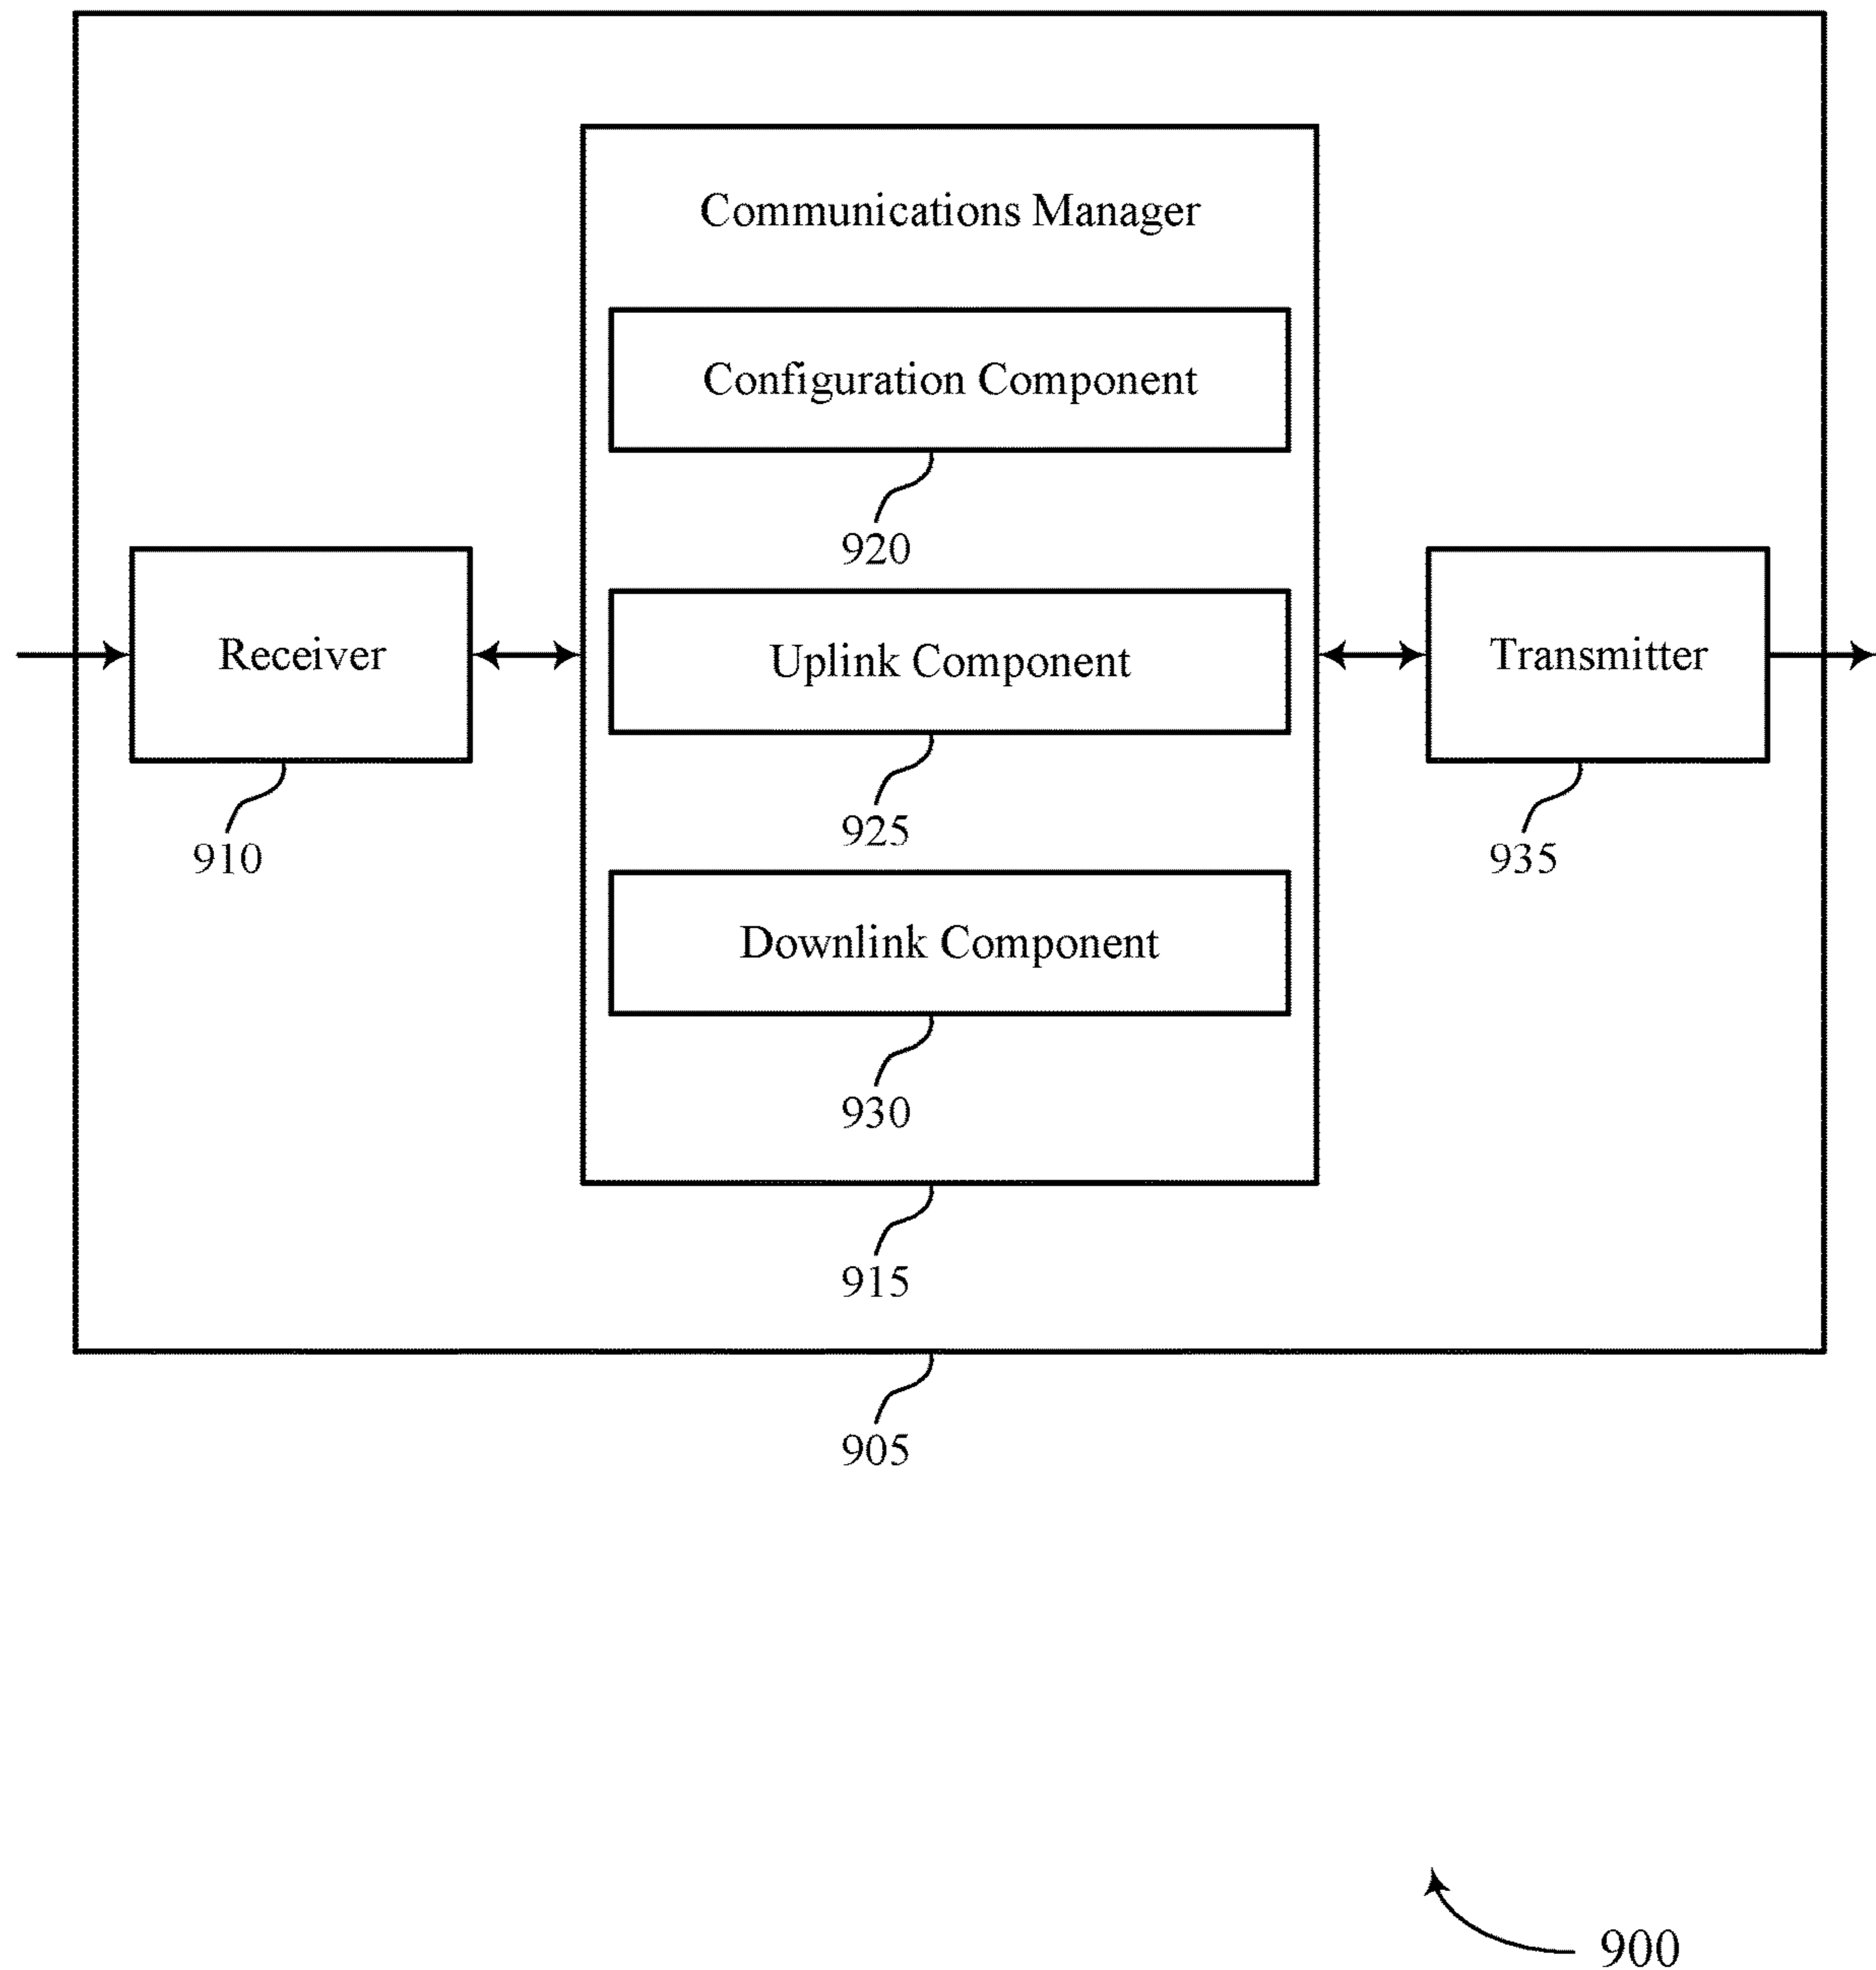 Communications Manager
Configuration Component
920
Receiver
Uplink Component
Transmitter
910
925
935
Downlink Component
930
915
905
900